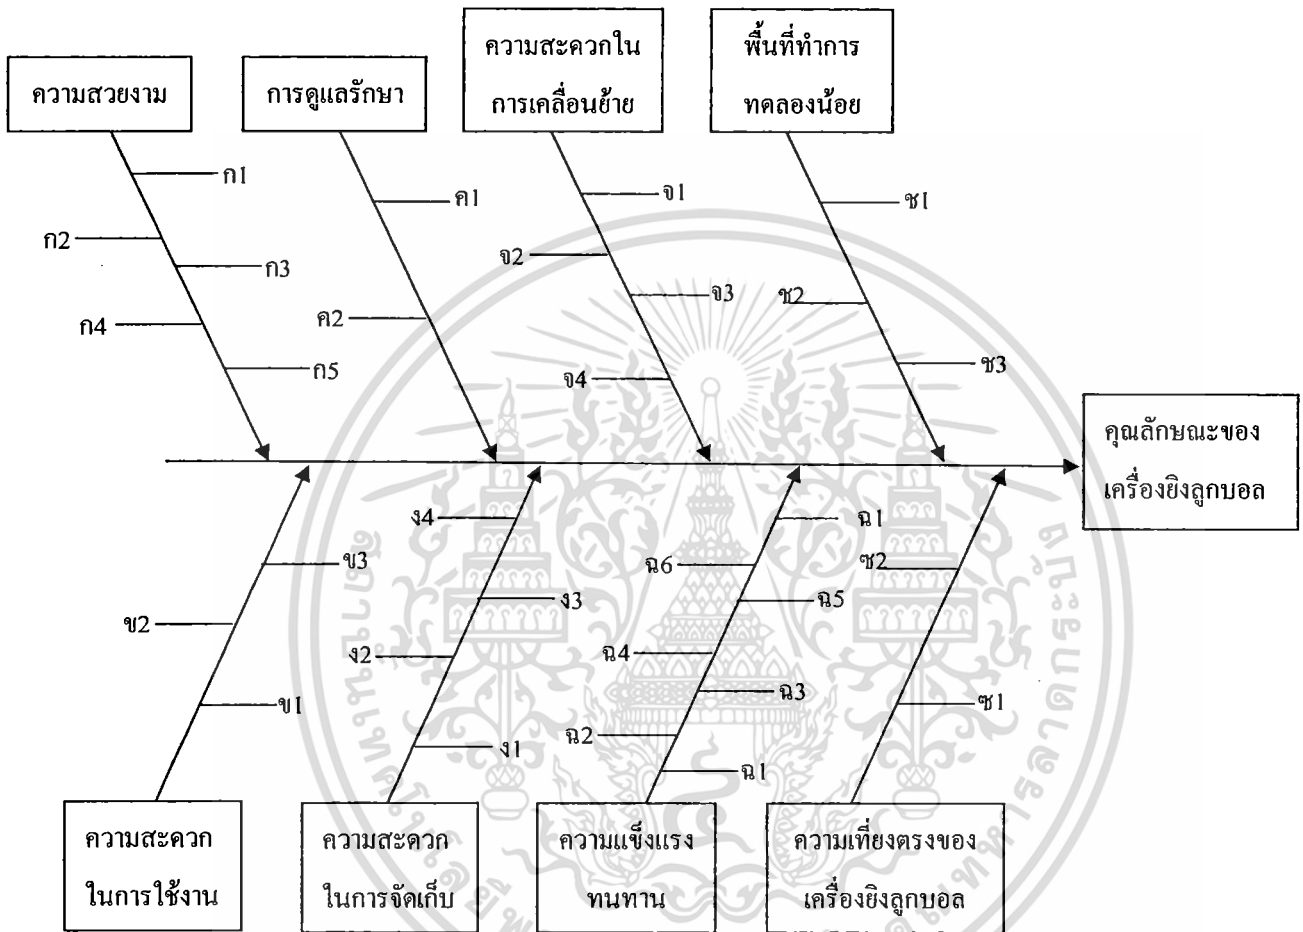 ความสวยงาม
การดูแลรักษา
ความสะดวกใน
การเคลื่อนย้าย
พื้นที่ทำการ
ทดลองน้อย
ก1
ก2
ก3
ก4
ก5
ค1
ค2
จ1
จ2
จ3
จ4
ช1
ช2
ช3
คุณลักษณะของ
เครื่องยิงลูกบอล
ข3
ข2
ข1
ง4
ง3
ง2
ง1
ฉ1
ฉ6
ฉ5
ฉ4
ฉ3
ฉ2
ฉ1
ซ2
ซ1
ความสะดวก
ในการใช้งาน
ความสะดวก
ในการจัดเก็บ
ความแข็งแรง
ทนทาน
ความเที่ยงตรงของ
เครื่องยิงลูกบอล